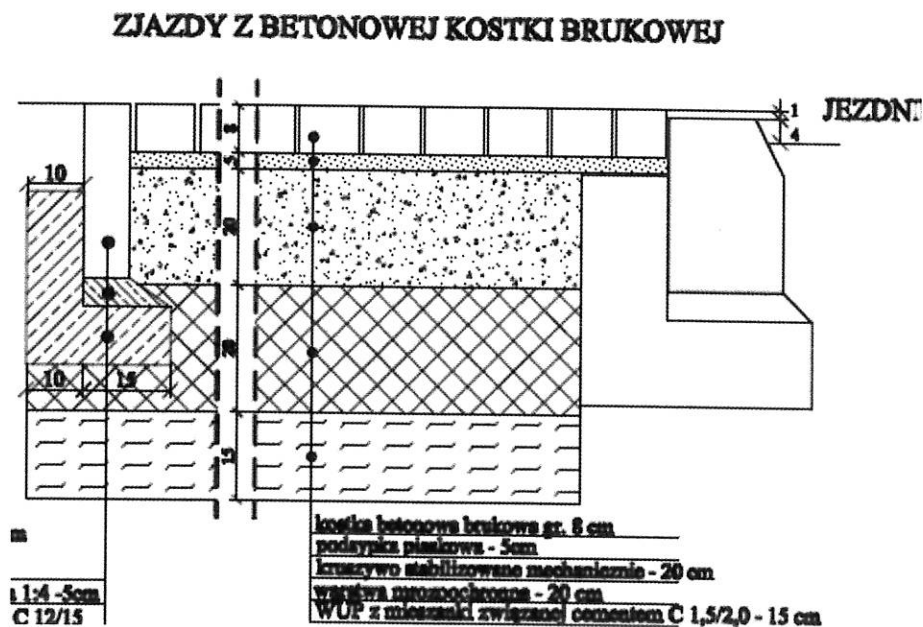 ZJAZDY Z BETONOWEJ KOSTKI BRUKOWEJ
1
JEZDNI
4
8
5
10
20
20
10
15
15
kostka betonowa brukowa gr. 8 cm
m
podsypka piaskowa - 5cm
kruszywo stabilizowane mechanicznie - 20 cm
1:4 -5cm
warstwa mrozoochronna - 20 cm
C 12/15
WUP z mieszanki związanej cementem C 1,5/2,0 - 15 cm